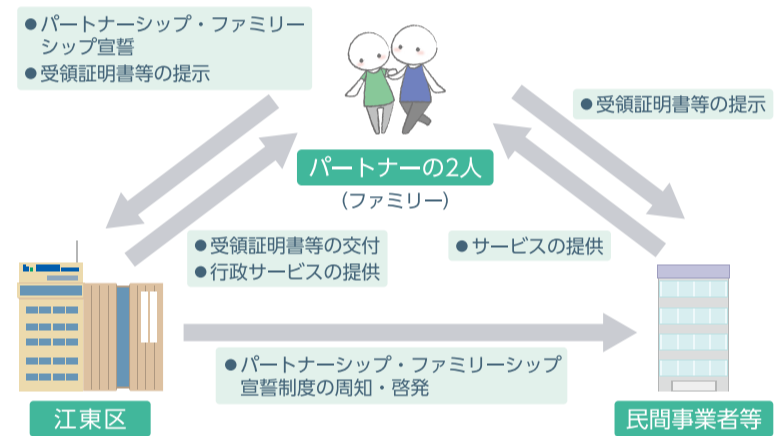 ●パートナーシップ・ファミリー
シップ宣誓
●受領証明書等の提示
●受領証明書等の提示
パートナーの2人
（ファミリー）
●受領証明書等の交付
●行政サービスの提供
●サービスの提供
●パートナーシップ・ファミリーシップ
宣誓制度の周知・啓発
江東区
民間事業者等